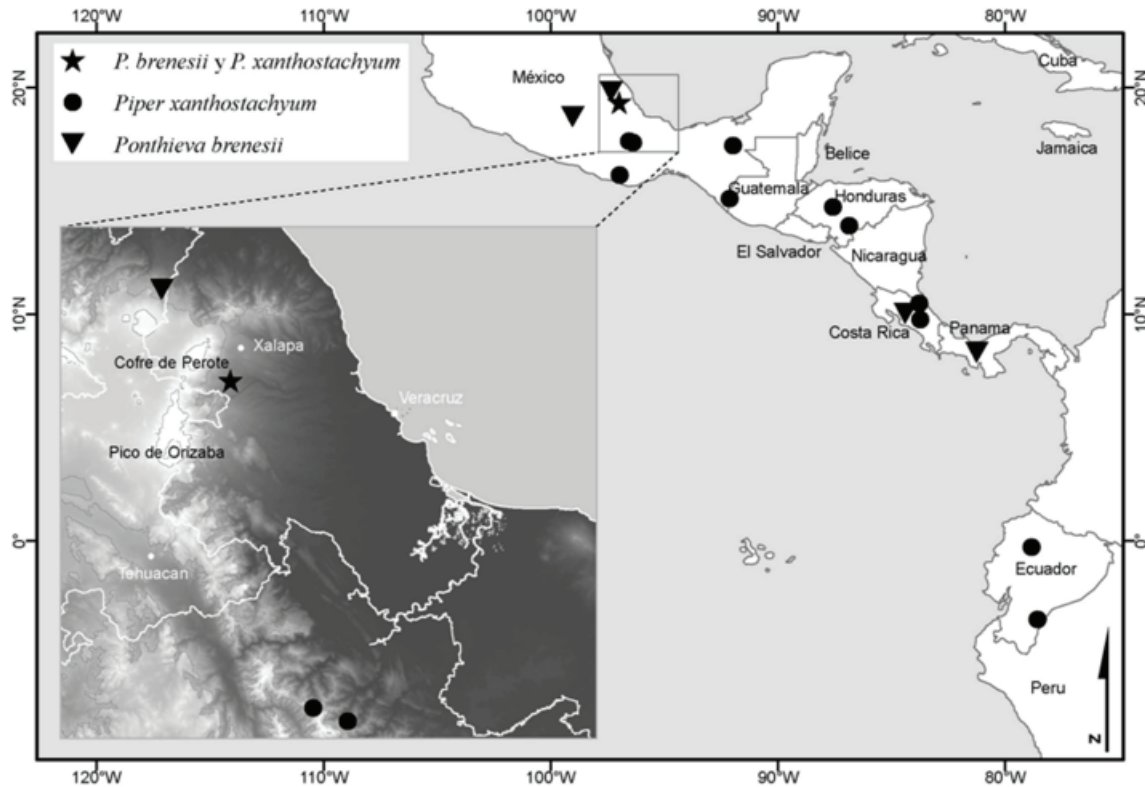 120°W 110°W 100°W 90°W 80°W
P. brenesii y P. xanthostachyum
Piper xanthostachyum
Ponthieva brenesii
20°N
10°N
0°
20°N
10°N
0°
México
Cuba
Jamaica
Belice
Guatemala
Honduras
El Salvador
Nicaragua
Costa Rica
Panama
Ecuador
Peru
Xalapa
Cofre de Perote
Veracruz
Pico de Orizaba
Tehuacan
N
120°W 110°W 100°W 90°W 80°W